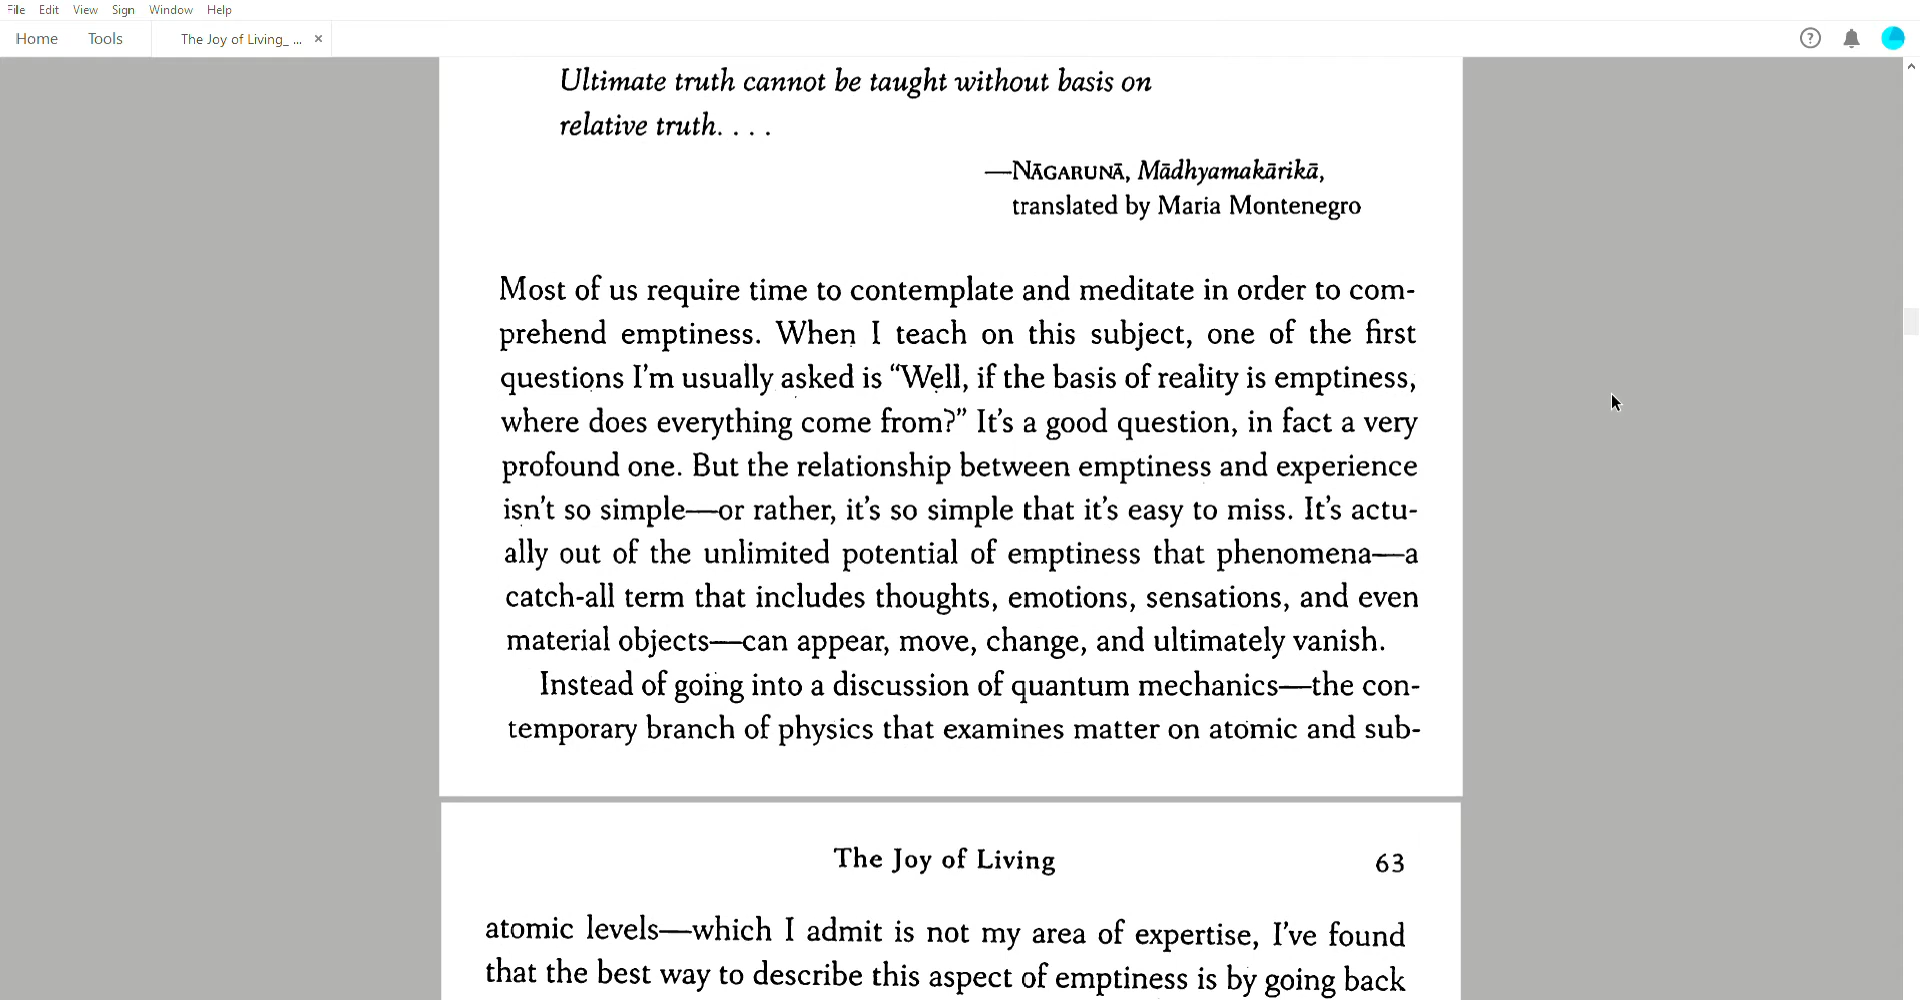 File Edit View Sign Window Help
Home Tools The Joy of Living_ ... ×
Ultimate truth cannot be taught without basis on
relative truth. . . .
—NĀGARUNĀ, Mādhyamakārikā,
translated by Maria Montenegro
Most of us require time to contemplate and meditate in order to com-
prehend emptiness. When I teach on this subject, one of the first
questions I'm usually asked is “Well, if the basis of reality is emptiness,
where does everything come from?” It's a good question, in fact a very
profound one. But the relationship between emptiness and experience
isn't so simple—or rather, it's so simple that it's easy to miss. It's actu-
ally out of the unlimited potential of emptiness that phenomena—a
catch-all term that includes thoughts, emotions, sensations, and even
material objects—can appear, move, change, and ultimately vanish.
Instead of going into a discussion of quantum mechanics—the con-
temporary branch of physics that examines matter on atomic and sub-
The Joy of Living 63
atomic levels—which I admit is not my area of expertise, I've found
that the best way to describe this aspect of emptiness is by going back